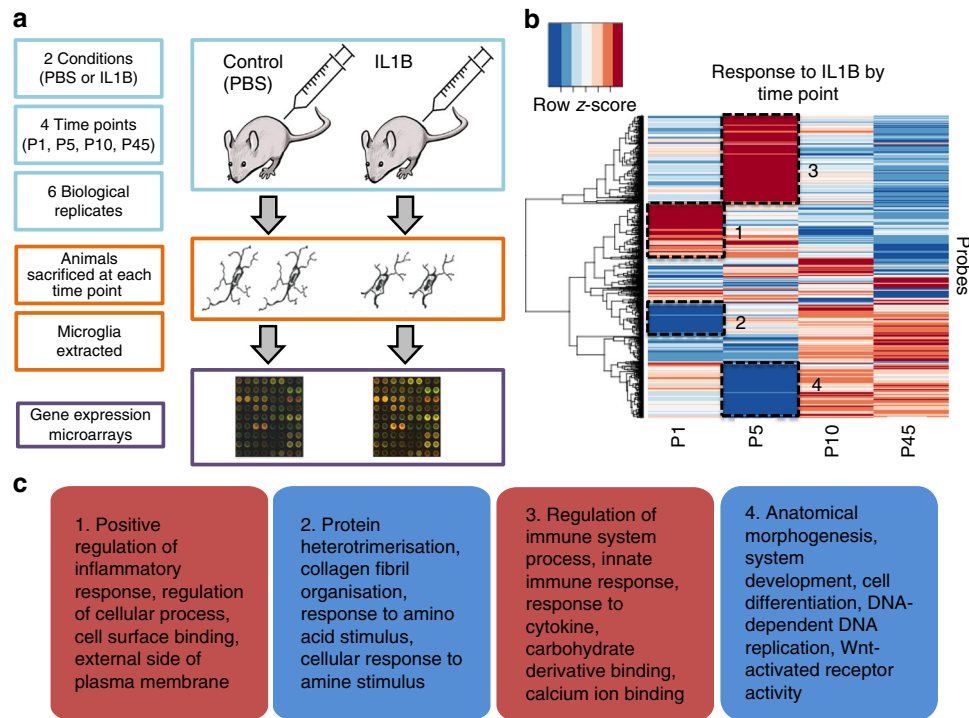 a
2 Conditions
(PBS or IL1B)
4 Time points
(P1, P5, P10, P45)
6 Biological
replicates
Animals
sacrificed at each
time point
Microglia
extracted
Gene expression
microarrays
Control
(PBS)
IL1B
b
Row z-score
Response to IL1B by
time point
3
1
2
4
Probes
P1
P5
P10
P45
c
1. Positive
regulation of
inflammatory
response, regulation
of cellular process,
cell surface binding,
external side of
plasma membrane
2. Protein
heterotrimerisation,
collagen fibril
organisation,
response to amino
acid stimulus,
cellular response to
amine stimulus
3. Regulation of
immune system
process, innate
immune response,
response to
cytokine,
carbohydrate
derivative binding,
calcium ion binding
4. Anatomical
morphogenesis,
system
development, cell
differentiation, DNA-
dependent DNA
replication, Wnt-
activated receptor
activity